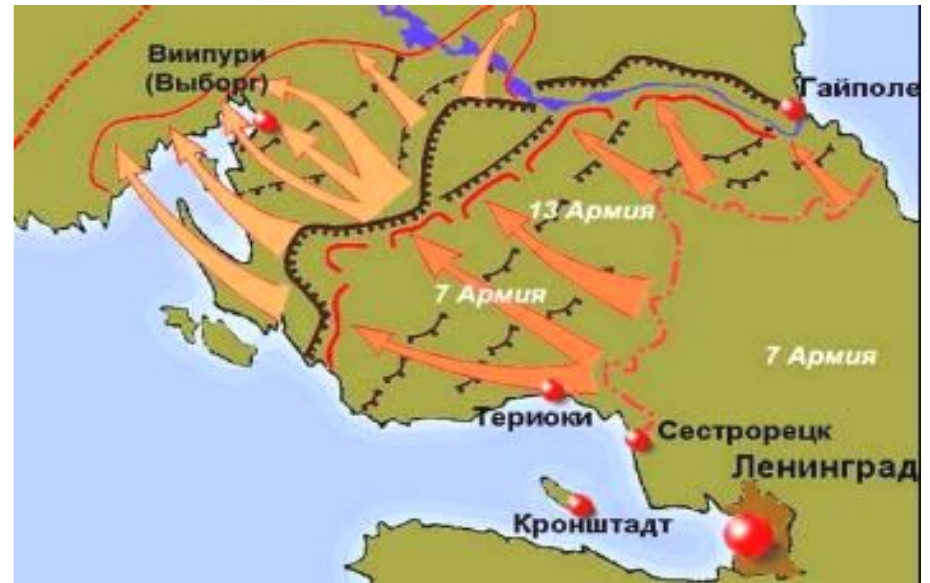 Виипури
(Выборг)
Гайполе
13 Армия
7 Армия
7 Армия
Териоки
Сестрорецк
Ленинград
Кронштадт